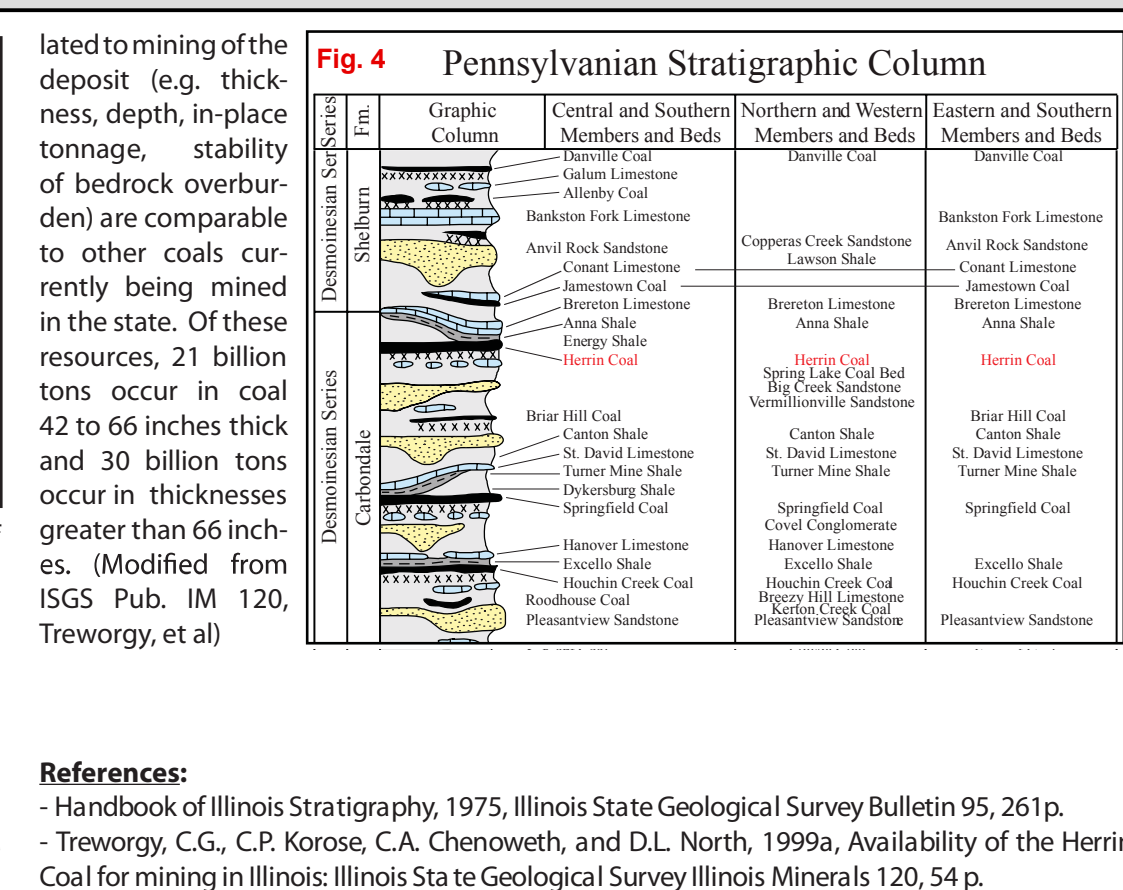 lated to mining of the
deposit (e.g. thick-
ness, depth, in-place
tonnage, stability
of bedrock overbur-
den) are comparable
to other coals cur-
rently being mined
in the state. Of these
resources, 21 billion
tons occur in coal
42 to 66 inches thick
and 30 billion tons
occur in thicknesses
greater than 66 inch-
es. (Modified from
ISGS Pub. IM 120,
Treworgy, et al)
Fig. 4
Pennsylvanian Stratigraphic Column
Series
Fm.
Graphic
Column
Central and Southern
Members and Beds
Northern and Western
Members and Beds
Eastern and Southern
Members and Beds
Desmoinesian Ser
Shelburn
Desmoinesian Series
Carbondale
Danville Coal
Galum Limestone
Allenby Coal
Bankston Fork Limestone
Anvil Rock Sandstone
Conant Limestone
Jamestown Coal
Brereton Limestone
Anna Shale
Energy Shale
Herrin Coal
Briar Hill Coal
Canton Shale
St. David Limestone
Turner Mine Shale
Dykersburg Shale
Springfield Coal
Hanover Limestone
Excello Shale
Houchin Creek Coal
Roodhouse Coal
Pleasantview Sandstone
Danville Coal
Copperas Creek Sandstone
Lawson Shale
Brereton Limestone
Anna Shale
Herrin Coal
Spring Lake Coal Bed
Big Creek Sandstone
Vermillionville Sandstone
Canton Shale
St. David Limestone
Turner Mine Shale
Springfield Coal
Covel Conglomerate
Hanover Limestone
Excello Shale
Houchin Creek Coal
Breezy Hill Limestone
Kerton Creek Coal
Pleasantview Sandstone
Danville Coal
Bankston Fork Limestone
Anvil Rock Sandstone
Conant Limestone
Jamestown Coal
Brereton Limestone
Anna Shale
Herrin Coal
Briar Hill Coal
Canton Shale
St. David Limestone
Turner Mine Shale
Springfield Coal
Excello Shale
Houchin Creek Coal
Pleasantview Sandstone
References:
- Handbook of Illinois Stratigraphy, 1975, Illinois State Geological Survey Bulletin 95, 261p.
- Treworgy, C.G., C.P. Korose, C.A. Chenoweth, and D.L. North, 1999a, Availability of the Herrin
Coal for mining in Illinois: Illinois State Geological Survey Illinois Minerals 120, 54 p.